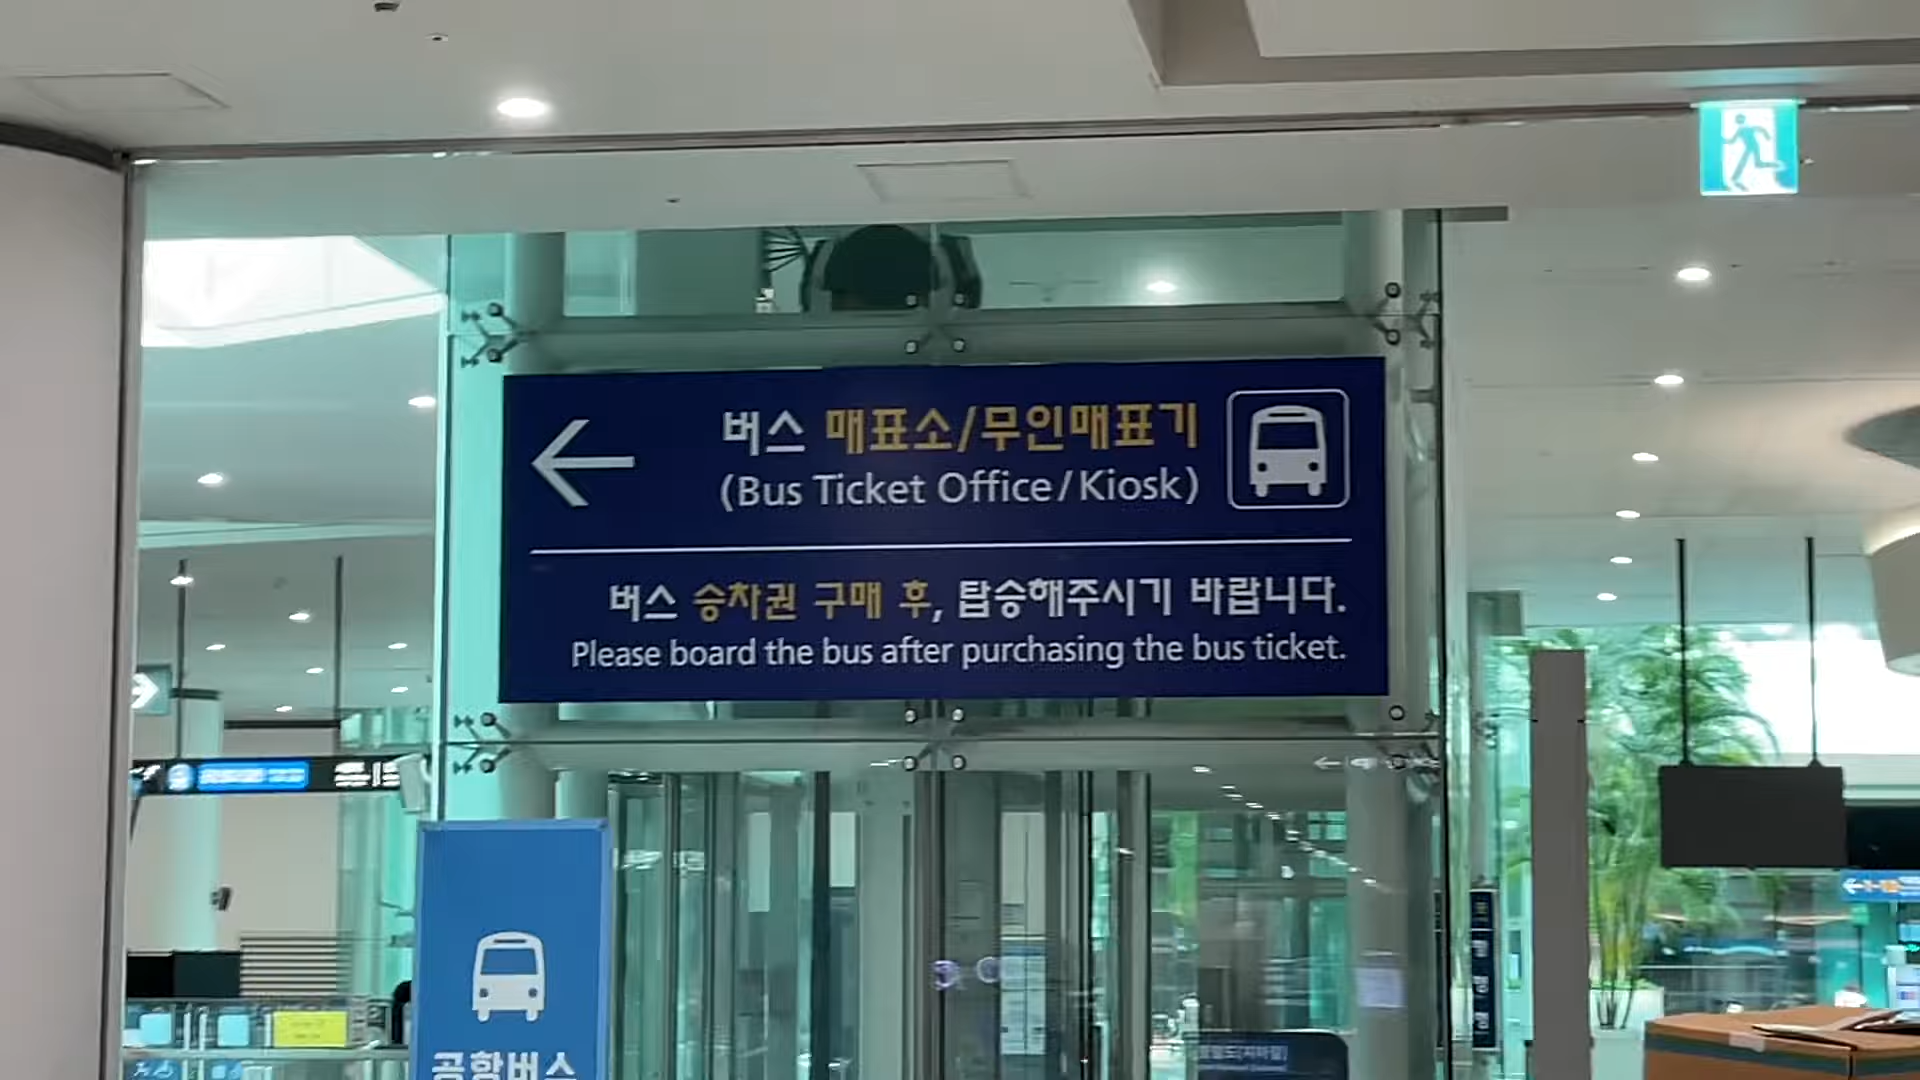 버스 매표소/무인매표기
(Bus Ticket Office/Kiosk)
버스 승차권 구매 후, 탑승해주시기 바랍니다.
Please board the bus after purchasing the bus ticket.
공항버스